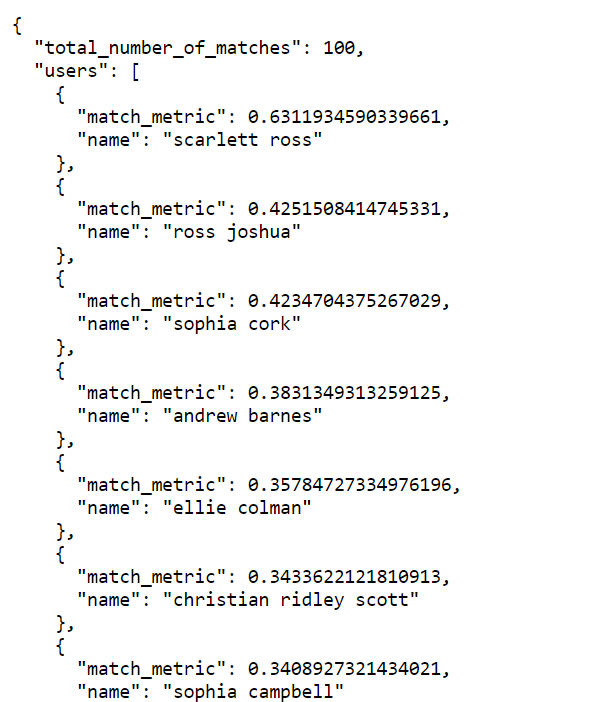 {
  "total_number_of_matches": 100,
  "users": [
    {
      "match_metric": 0.6311934590339661,
      "name": "scarlett ross"
    },
    {
      "match_metric": 0.4251508414745331,
      "name": "ross joshua"
    },
    {
      "match_metric": 0.4234704375267029,
      "name": "sophia cork"
    },
    {
      "match_metric": 0.3831349313259125,
      "name": "andrew barnes"
    },
    {
      "match_metric": 0.35784727334976196,
      "name": "ellie colman"
    },
    {
      "match_metric": 0.3433622121810913,
      "name": "christian ridley scott"
    },
    {
      "match_metric": 0.3408927321434021,
      "name": "sophia campbell"